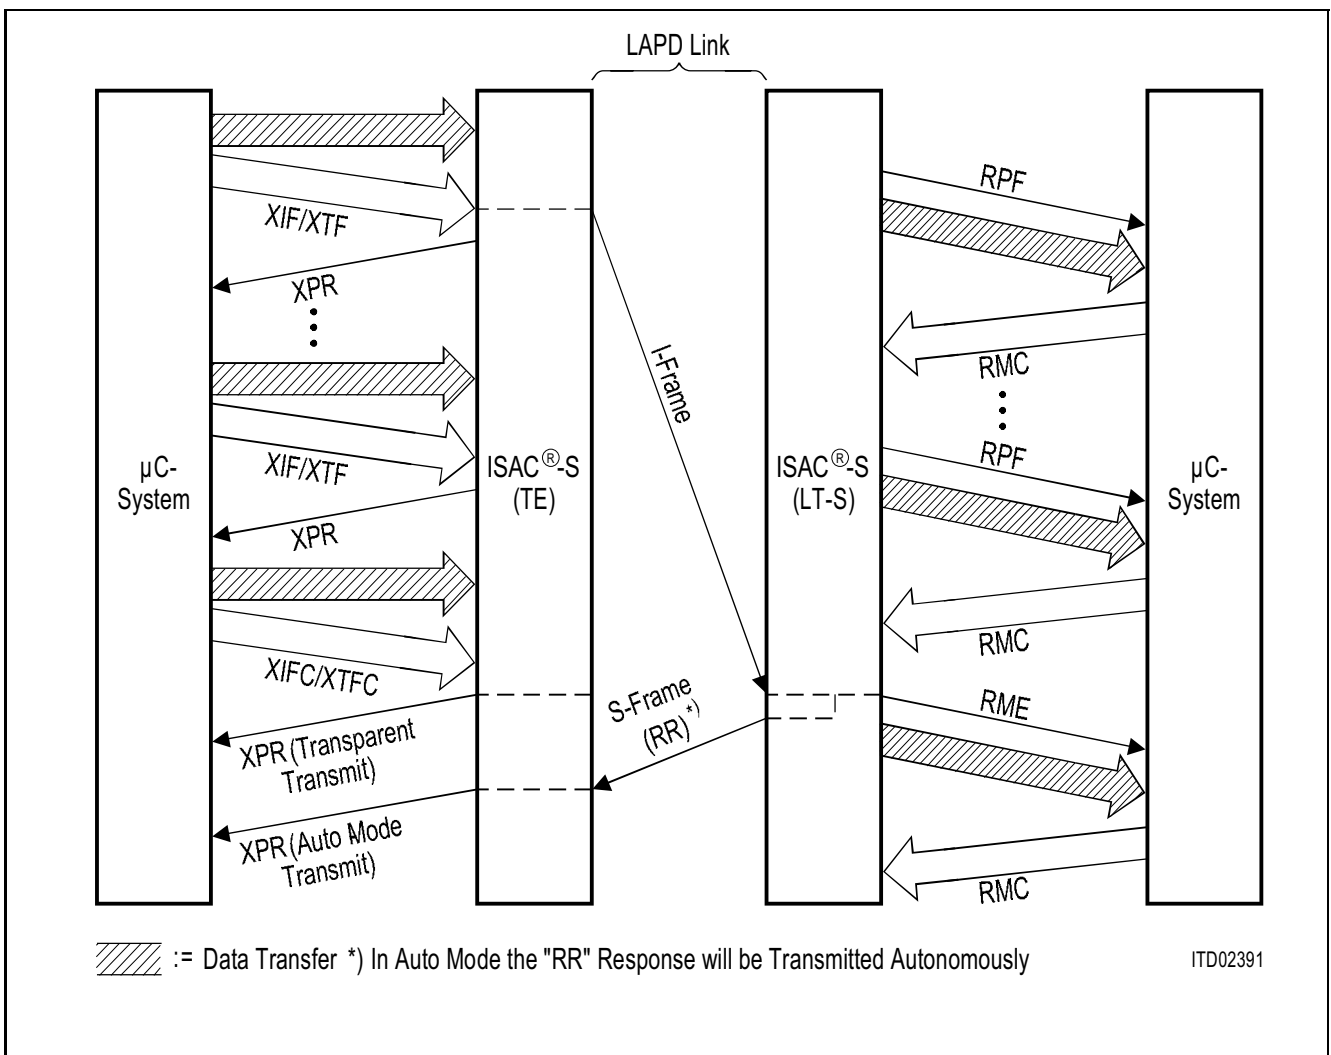 LAPD Link
RPF
XIF/XTF
XPR
RMC
I-Frame
XIF/XTF
RPF
µC-
System
ISAC®-S
(TE)
ISAC®-S
(LT-S)
µC-
System
XPR
RMC
XIFC/XTFC
S-Frame
(RR)*)
RME
XPR (Transparent
Transmit)
XPR (Auto Mode
Transmit)
RMC
:= Data Transfer *) In Auto Mode the "RR" Response will be Transmitted Autonomously
ITD02391